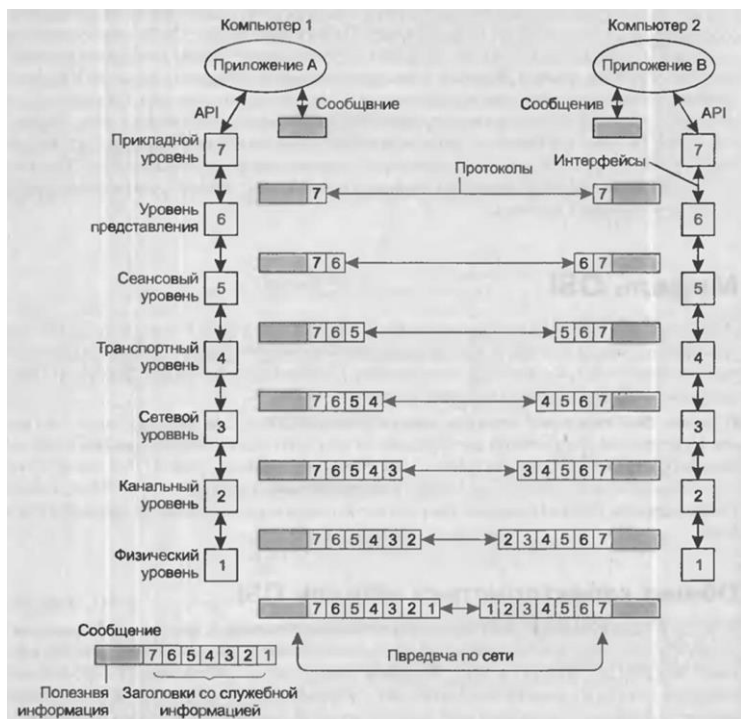 Компьютер 1 Компьютер 2
Приложение А Приложение В
API Сообщвние Сообщенив API
Прикладной
уровень 7 7
Протоколы Интерфейсы
7 7
Уровень
представления 6 6
7 6 6 7
Сеансовый
уровень 5 5
7 6 5 5 6 7
Транспортный
уровень 4 4
7 6 5 4 4 5 6 7
Сетевой
уроввнь 3 3
7 6 5 4 3 3 4 5 6 7
Канальный
уровень 2 2
7 6 5 4 3 2 2 3 4 5 6 7
Физический
уровень 1 1
7 6 5 4 3 2 1 1 2 3 4 5 6 7
Сообщение
7 6 5 4 3 2 1
Пвредвча по сети
Полезнвя
информация
Заголовки со служебной
информацией